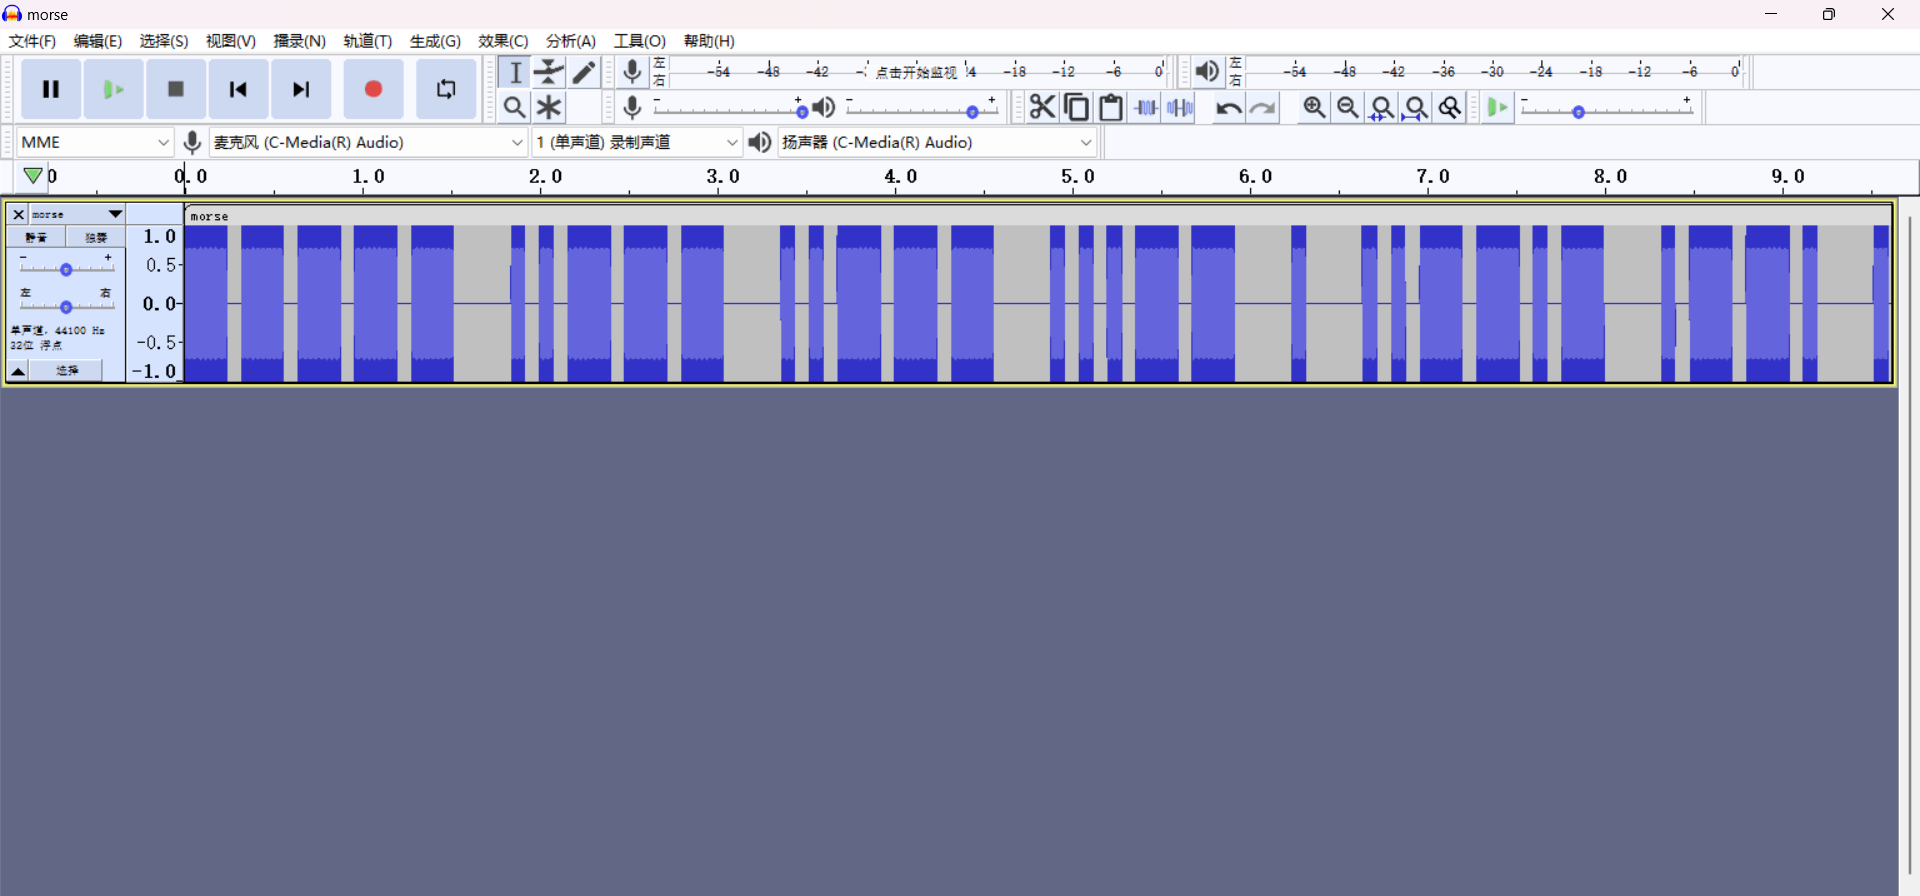 morse
文件(F) 编辑(E) 选择(S) 视图(V) 播录(N) 轨道(T) 生成(G) 效果(C) 分析(A) 工具(O) 帮助(H)
左 -54 -48 -42 点击开始监视 -18 -12 -6 0 左 -54 -48 -42 -36 -30 -24 -18 -12 -6 0
右 右
- + - + - +
MME 麦克风 (C-Media(R) Audio) 1 (单声道) 录制声道 扬声器 (C-Media(R) Audio)
0 0.0 1.0 2.0 3.0 4.0 5.0 6.0 7.0 8.0 9.0
morse morse
静音 独奏 1.0
- + 0.5
左 右 0.0
单声道, 44100 Hz
32位 浮点 -0.5
选择 -1.0